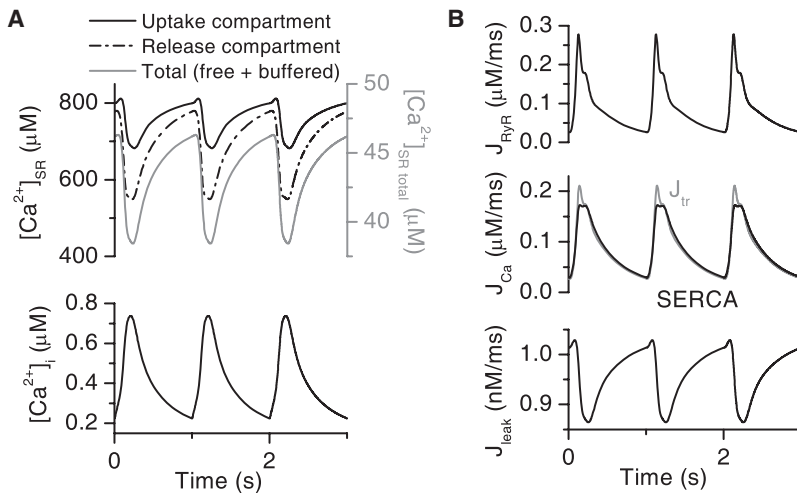 A
Uptake compartment
Release compartment
Total (free + buffered)
[Ca²⁺]SR (μM)
800
600
400
50
45
40
[Ca²⁺]SR total (μM)
[Ca²⁺]i (μM)
0.8
0.6
0.4
0.2
0
2
Time (s)
B
JRyR (μM/ms)
0.3
0.2
0.1
0.0
JCa (μM/ms)
0.2
0.1
0.0
Jtr
SERCA
Jleak (nM/ms)
1.0
0.9
0
2
Time (s)